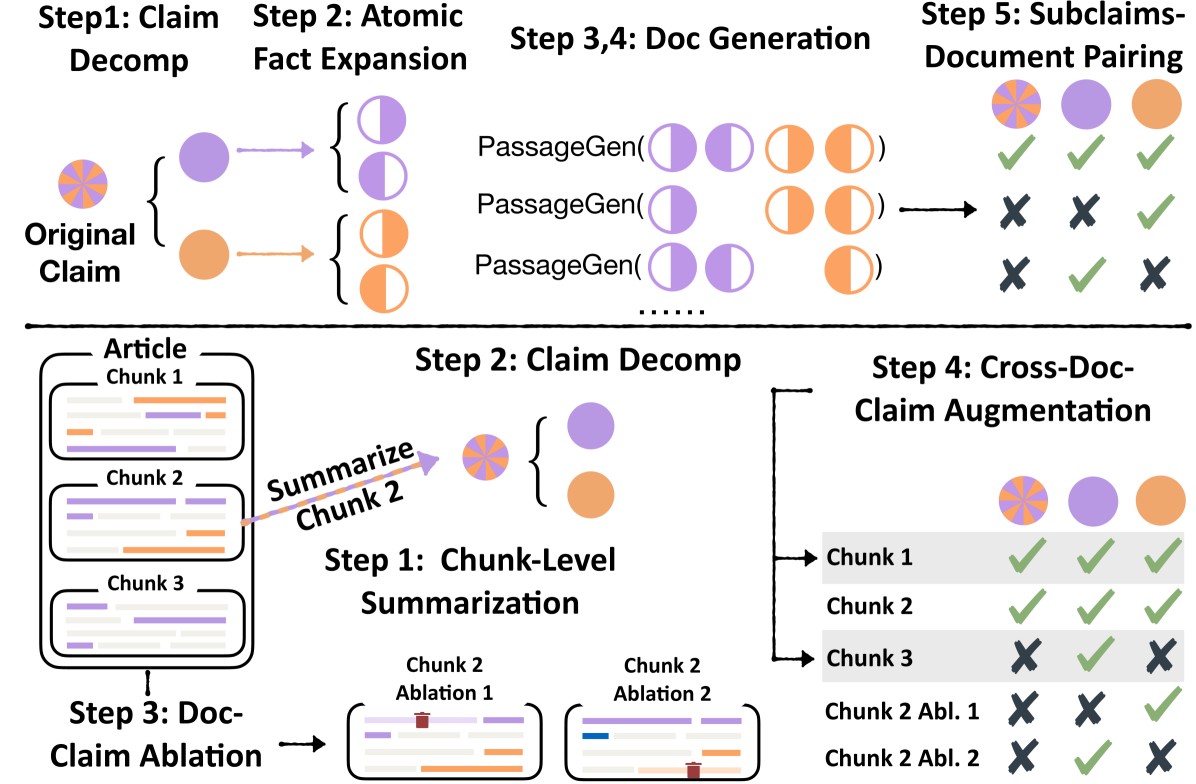 Step1: Claim
Decomp
Step 2: Atomic
Fact Expansion
Step 3,4: Doc Generation
Step 5: Subclaims-
Document Pairing
Original
Claim
PassageGen( )
PassageGen( )
PassageGen( )
......
Article
Chunk 1
Chunk 2
Chunk 3
Summarize
Chunk 2
Step 2: Claim Decomp
Step 1: Chunk-Level
Summarization
Step 3: Doc-
Claim Ablation
Chunk 2
Ablation 1
Chunk 2
Ablation 2
Step 4: Cross-Doc-
Claim Augmentation
Chunk 1
Chunk 2
Chunk 3
Chunk 2 Abl. 1
Chunk 2 Abl. 2